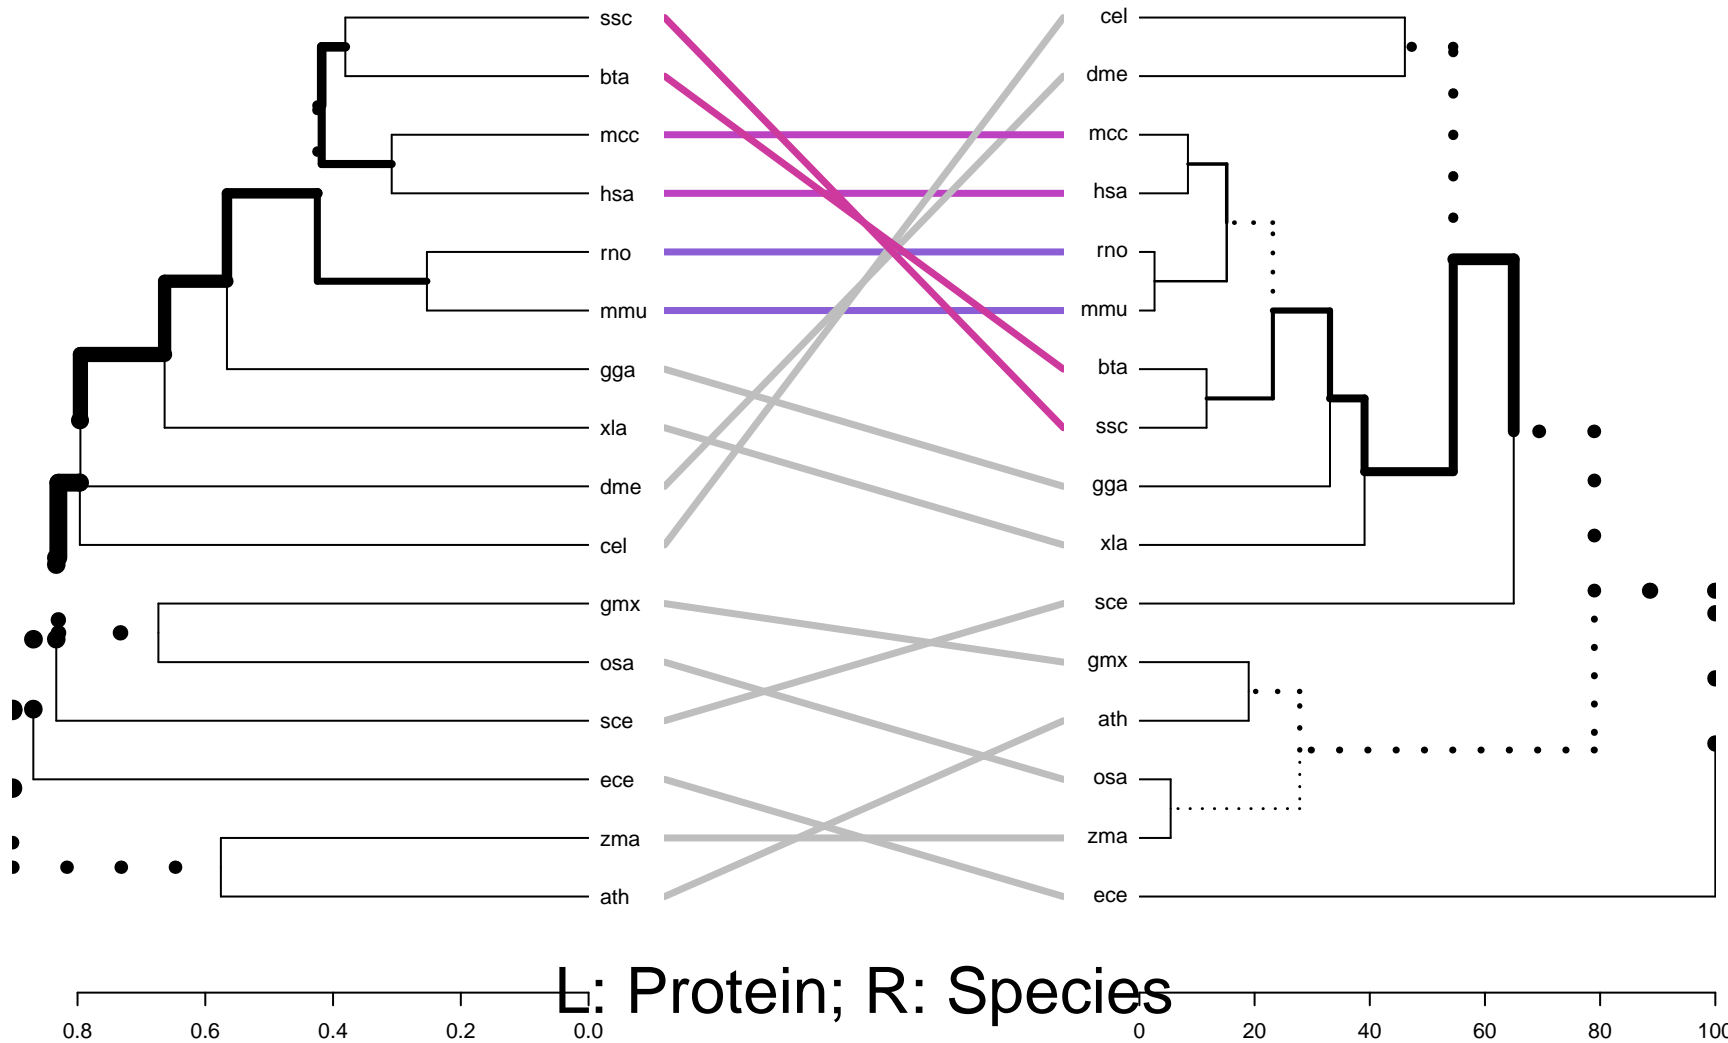 ssc cel
bta dme
mcc mcc
hsa hsa
rno rno
mmu mmu
gga bta
xla ssc
dme gga
cel xla
gmx sce
osa gmx
sce ath
ece osa
zma zma
ath ece
L: Protein; R: Species
0.8 0.6 0.4 0.2 0.0 0 20 40 60 80 100